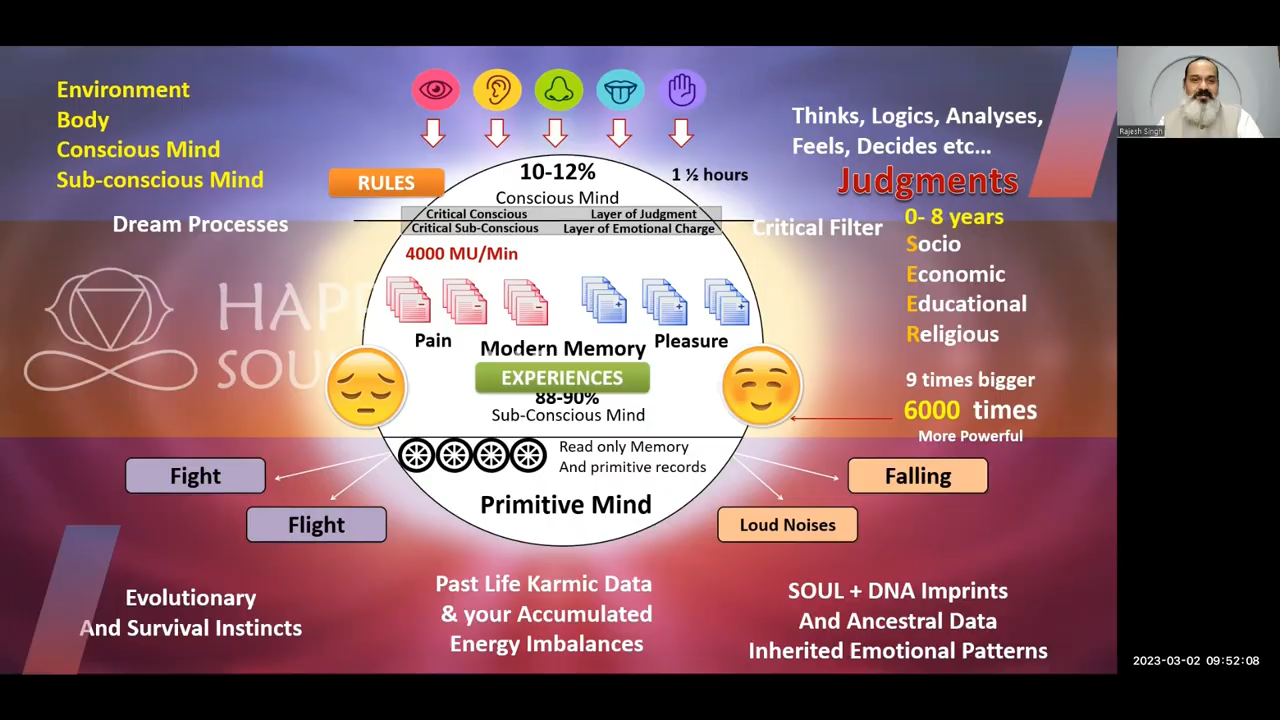 Environment
Body
Conscious Mind
Sub-conscious Mind
Dream Processes
HAP
SOU
RULES
10-12%
Conscious Mind
1 ½ hours
Critical Conscious
Layer of Judgment
Critical Sub-Conscious
Layer of Emotional Charge
4000 MU/Min
Pain
Pleasure
Modern Memory
EXPERIENCES
88-90%
Sub-Conscious Mind
Read only Memory
And primitive records
Primitive Mind
Thinks, Logics, Analyses,
Feels, Decides etc...
Judgments
Critical Filter
0- 8 years
Socio
Economic
Educational
Religious
9 times bigger
6000 times
More Powerful
Fight
Flight
Falling
Loud Noises
Evolutionary
And Survival Instincts
Past Life Karmic Data
& your Accumulated
Energy Imbalances
SOUL + DNA Imprints
And Ancestral Data
Inherited Emotional Patterns
Rajesh Singh
2023-03-02 09:52:08